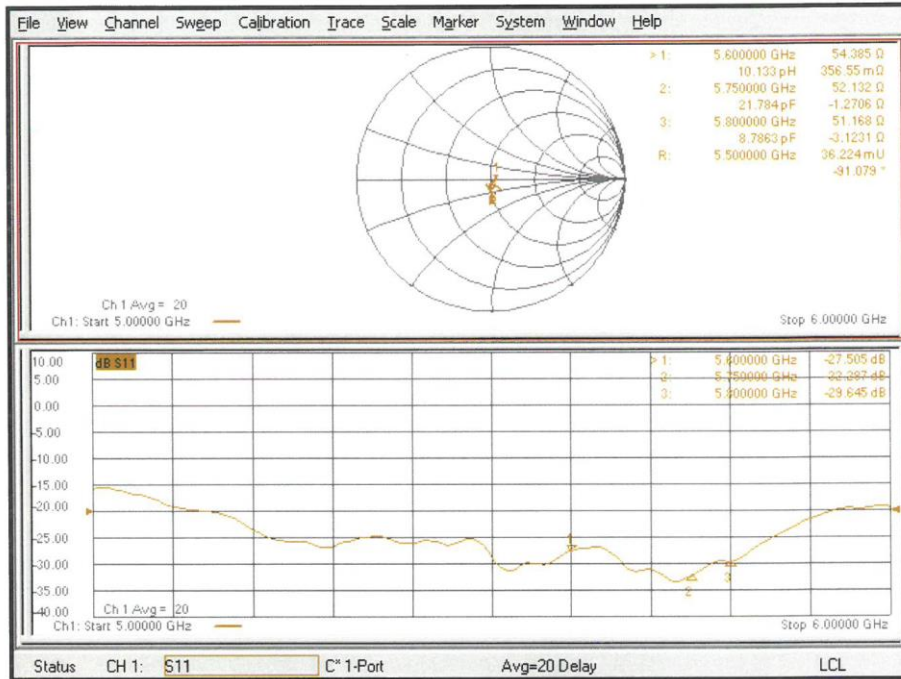 File View Channel Sweep Calibration Trace Scale Marker System Window Help
> 1: 5.600000 GHz 54.385 Ω
10.133 pH 356.55 mΩ
2: 5.750000 GHz 52.132 Ω
21.784 pF -1.2706 Ω
3: 5.800000 GHz 51.168 Ω
8.7863 pF -3.1231 Ω
R: 5.500000 GHz 36.224 mU
-91.079 °
1
Ch 1 Avg = 20
Ch1: Start 5.00000 GHz Stop 6.00000 GHz
10.00 dB S11 > 1: 5.600000 GHz -27.505 dB
5.00 2: 5.750000 GHz -32.397 dB
0.00 3: 5.800000 GHz -29.645 dB
-5.00
-10.00
-15.00
-20.00
-25.00
-30.00
-35.00
-40.00
1
2
3
Ch 1 Avg = 20
Ch1: Start 5.00000 GHz Stop 6.00000 GHz
Status CH 1: S11 C* 1-Port Avg=20 Delay LCL